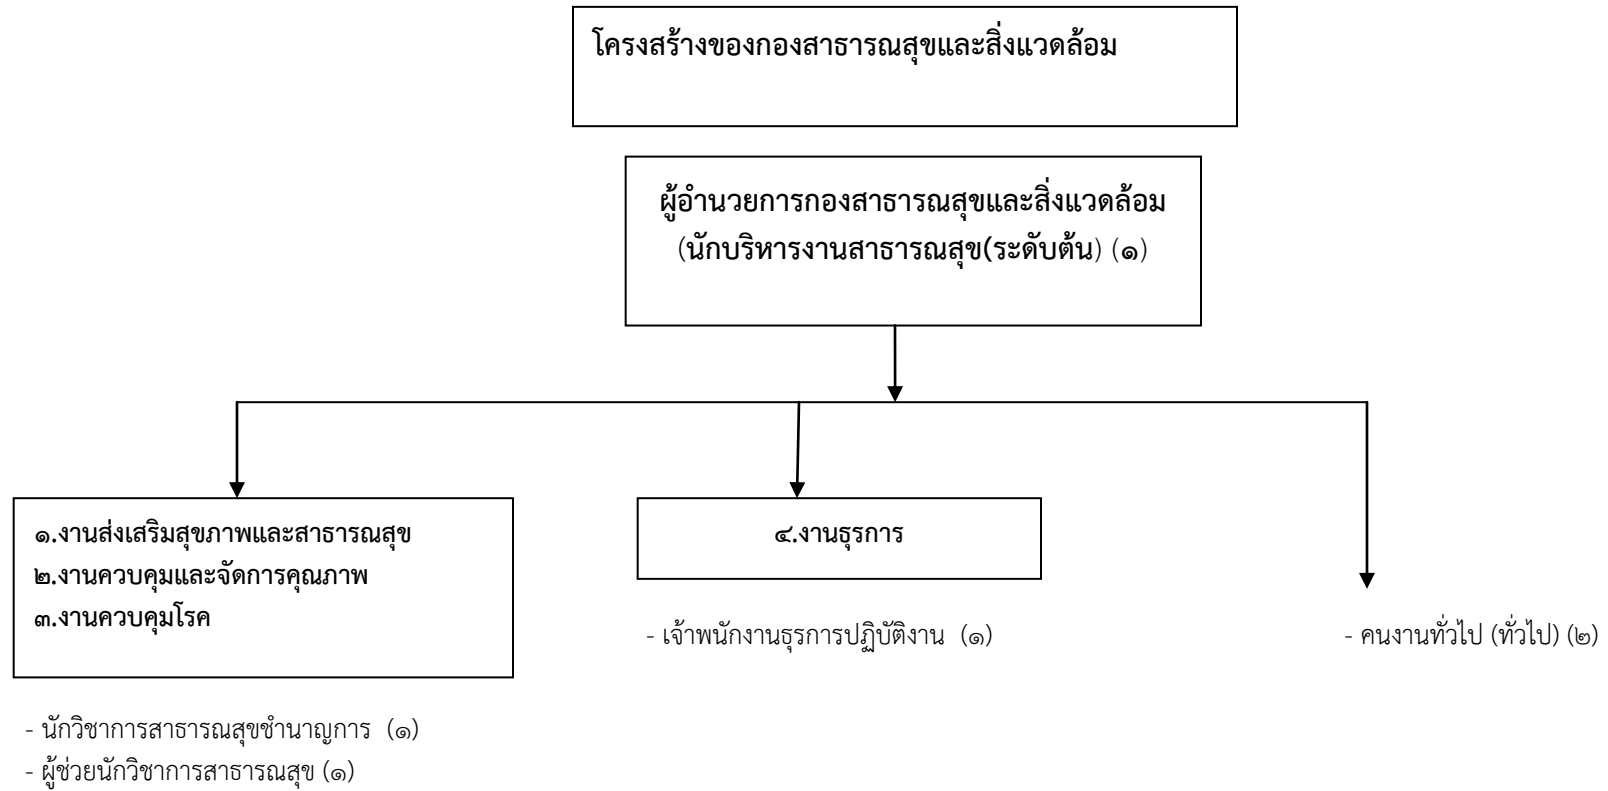 โครงสร้างของกองสาธารณสุขและสิ่งแวดล้อม
ผู้อำนวยการกองสาธารณสุขและสิ่งแวดล้อม
(นักบริหารงานสาธารณสุข(ระดับต้น) (๑)
๑.งานส่งเสริมสุขภาพและสาธารณสุข
๒.งานควบคุมและจัดการคุณภาพ
๓.งานควบคุมโรค
- นักวิชาการสาธารณสุขชำนาญการ (๑)
- ผู้ช่วยนักวิชาการสาธารณสุข (๑)
๔.งานธุรการ
- เจ้าพนักงานธุรการปฏิบัติงาน (๑)
- คนงานทั่วไป (ทั่วไป) (๒)